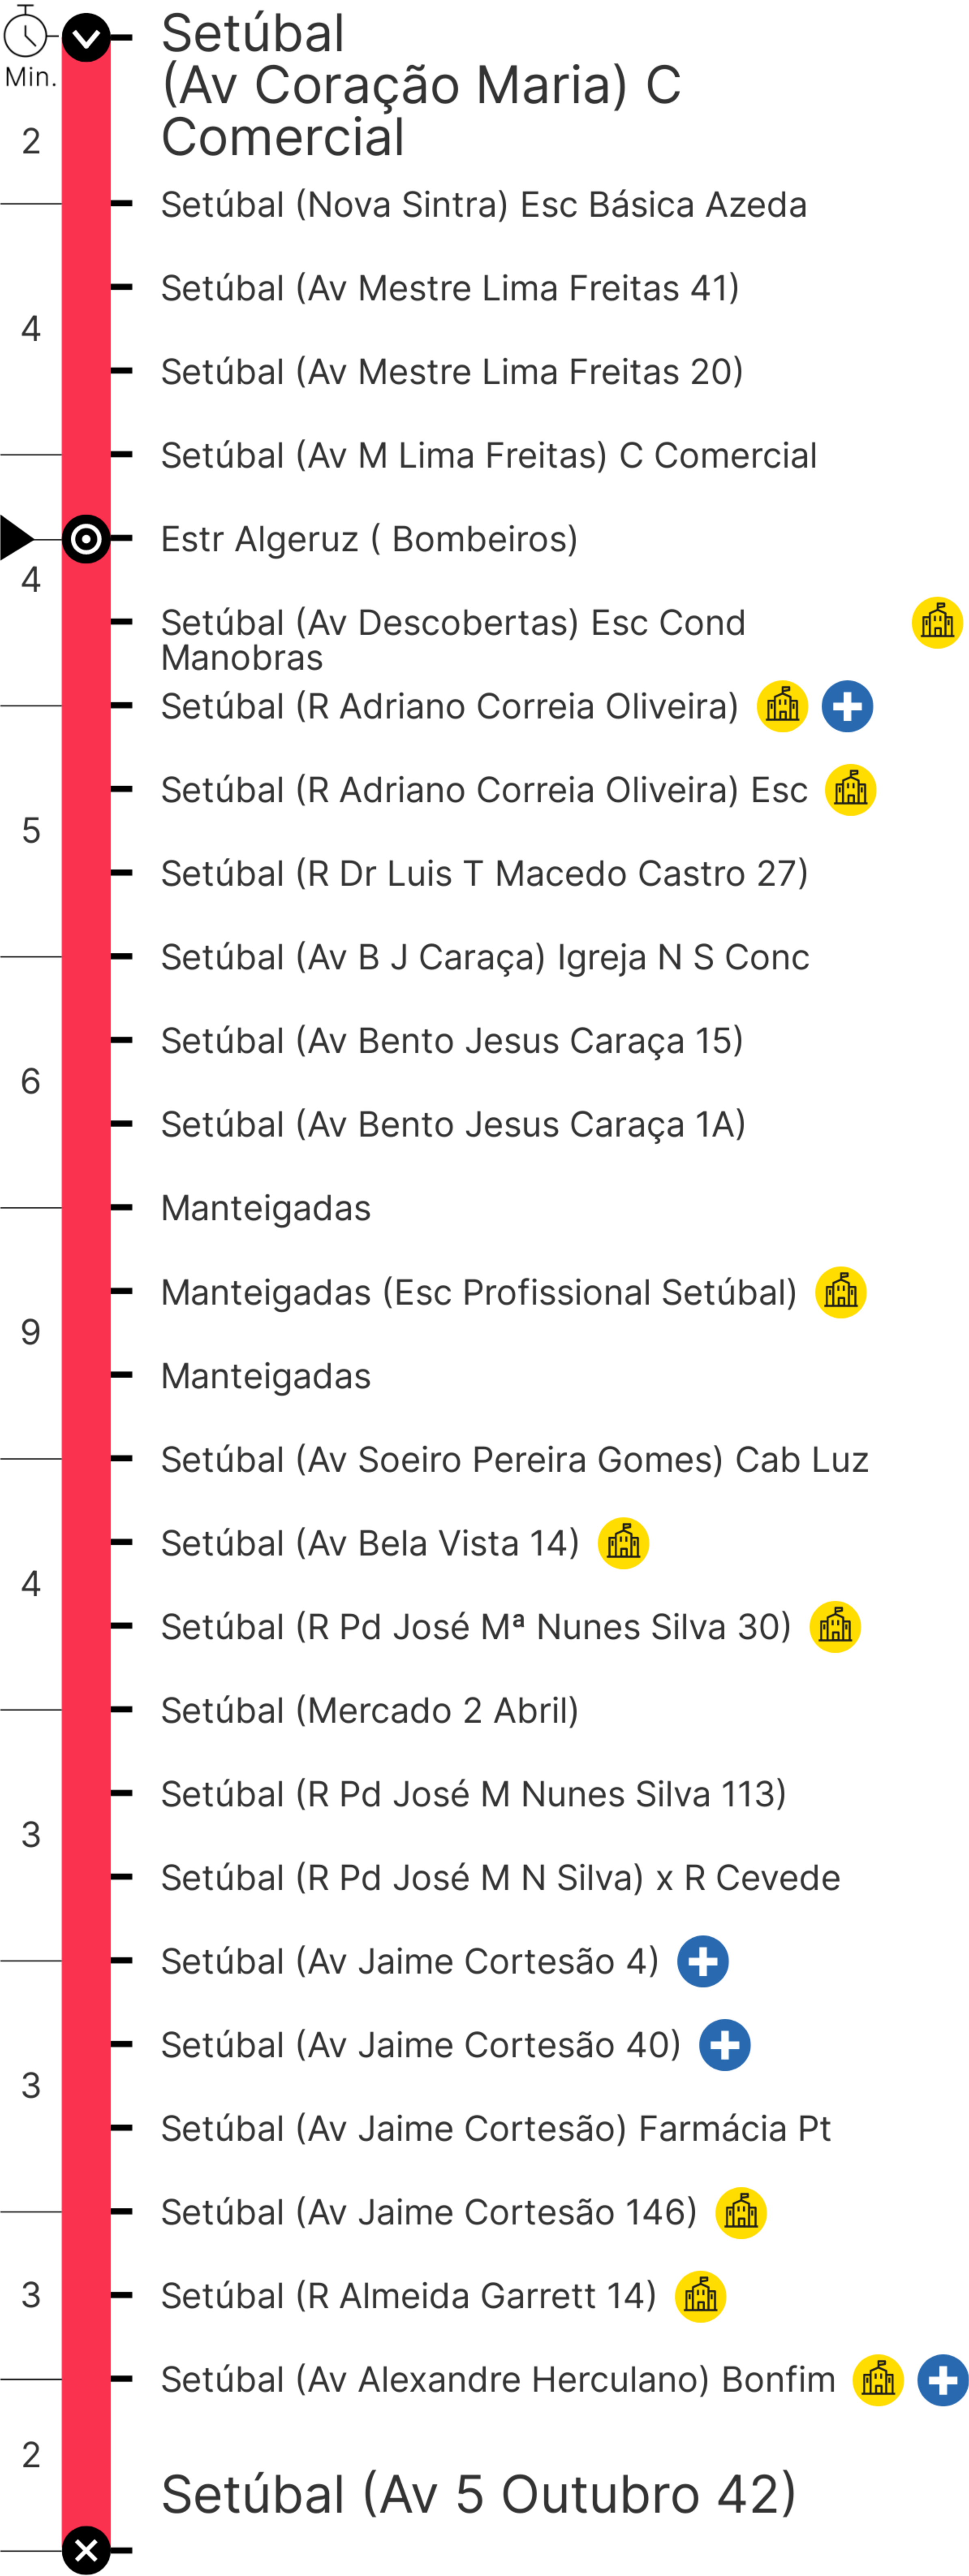 Min.
Setúbal
(Av Coração Maria) C
Comercial
2
Setúbal (Nova Sintra) Esc Básica Azeda
Setúbal (Av Mestre Lima Freitas 41)
4
Setúbal (Av Mestre Lima Freitas 20)
Setúbal (Av M Lima Freitas) C Comercial
Estr Algeruz ( Bombeiros)
4
Setúbal (Av Descobertas) Esc Cond
Manobras
Setúbal (R Adriano Correia Oliveira)
Setúbal (R Adriano Correia Oliveira) Esc
5
Setúbal (R Dr Luis T Macedo Castro 27)
Setúbal (Av B J Caraça) Igreja N S Conc
Setúbal (Av Bento Jesus Caraça 15)
6
Setúbal (Av Bento Jesus Caraça 1A)
Manteigadas
Manteigadas (Esc Profissional Setúbal)
9
Manteigadas
Setúbal (Av Soeiro Pereira Gomes) Cab Luz
Setúbal (Av Bela Vista 14)
4
Setúbal (R Pd José Mª Nunes Silva 30)
Setúbal (Mercado 2 Abril)
Setúbal (R Pd José M Nunes Silva 113)
3
Setúbal (R Pd José M N Silva) x R Cevede
Setúbal (Av Jaime Cortesão 4)
Setúbal (Av Jaime Cortesão 40)
3
Setúbal (Av Jaime Cortesão) Farmácia Pt
Setúbal (Av Jaime Cortesão 146)
3
Setúbal (R Almeida Garrett 14)
Setúbal (Av Alexandre Herculano) Bonfim
2
Setúbal (Av 5 Outubro 42)